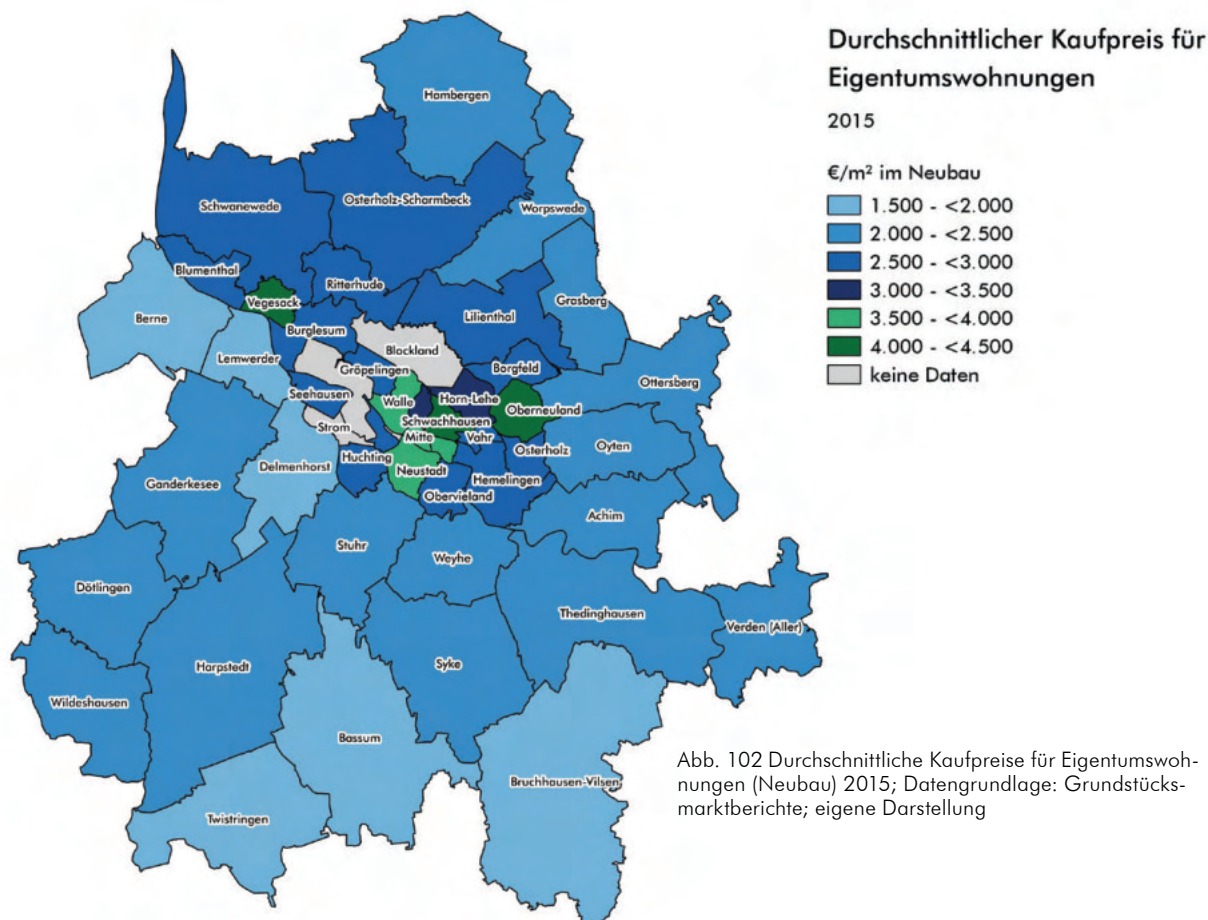 Durchschnittlicher Kaufpreis für
Eigentumswohnungen
2015
€/m² im Neubau
1.500 - <2.000
2.000 - <2.500
2.500 - <3.000
3.000 - <3.500
3.500 - <4.000
4.000 - <4.500
keine Daten
Hambergen
Schwanewede
Osterholz-Scharmbeck
Worpswede
Blumenthal
Ritterhude
Vegesack
Grasberg
Berne
Burglesum
Lilienthal
Blockland
Lemwerder
Gröpelingen
Borgfeld
Ottersberg
Seehausen
Walle
Horn-Lehe
Oberneuland
Schwachhausen
Strom
Mitte
Vahr
Osterholz
Oyten
Huchting
Delmenhorst
Neustadt
Hemelingen
Ganderkesee
Obervieland
Achim
Stuhr
Weyhe
Dötlingen
Thedinghausen
Verden (Aller)
Harpstedt
Syke
Wildeshausen
Bassum
Bruchhausen-Vilsen
Twistringen
Abb. 102 Durchschnittliche Kaufpreise für Eigentumswoh-
nungen (Neubau) 2015; Datengrundlage: Grundstücks-
marktberichte; eigene Darstellung